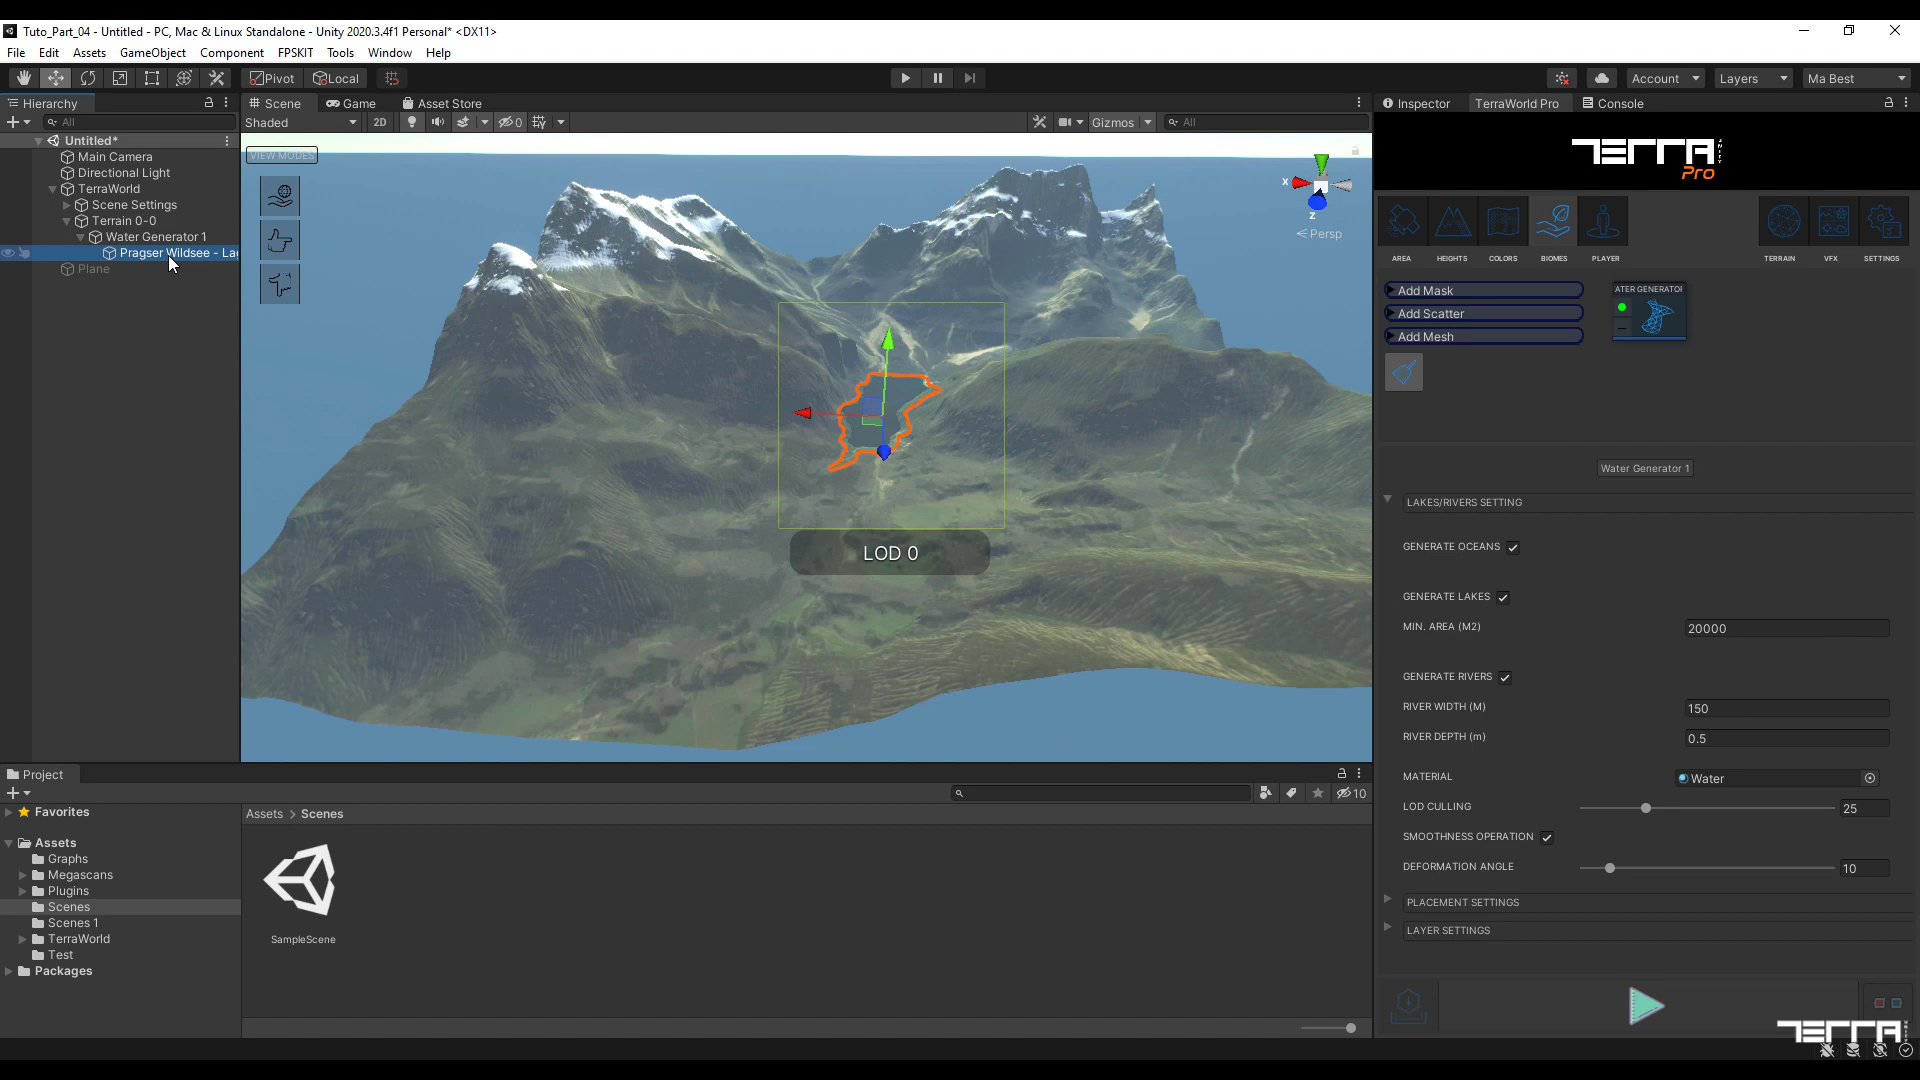 Tuto_Part_04 - Untitled - PC, Mac & Linux Standalone - Unity 2020.3.4f1 Personal* <DX11>
File Edit Assets GameObject Component FPSKIT Tools Window Help
Pivot Local Account Layers Ma Best
Hierarchy Scene Game Asset Store Inspector TerraWorld Pro Console
All Shaded 2D 0 Gizmos All
Untitled*
Main Camera
Directional Light
TerraWorld
Scene Settings
Terrain 0-0
Water Generator 1
Pragser Wildsee - Lag
Plane
VIEW MODES
x
z
Persp
LOD 0
TERRA UNITY
Pro
AREA HEIGHTS COLORS BIOMES PLAYER TERRAIN VFX SETTINGS
Add Mask
Add Scatter
Add Mesh
ATER GENERATOI
Water Generator 1
LAKES/RIVERS SETTING
GENERATE OCEANS
GENERATE LAKES
MIN. AREA (M2) 20000
GENERATE RIVERS
RIVER WIDTH (M) 150
RIVER DEPTH (m) 0.5
MATERIAL Water
LOD CULLING 25
SMOOTHNESS OPERATION
DEFORMATION ANGLE 10
PLACEMENT SETTINGS
LAYER SETTINGS
Project
10
Favorites
Assets
Graphs
Megascans
Plugins
Scenes
Scenes 1
TerraWorld
Test
Packages
Assets > Scenes
SampleScene
TERRA